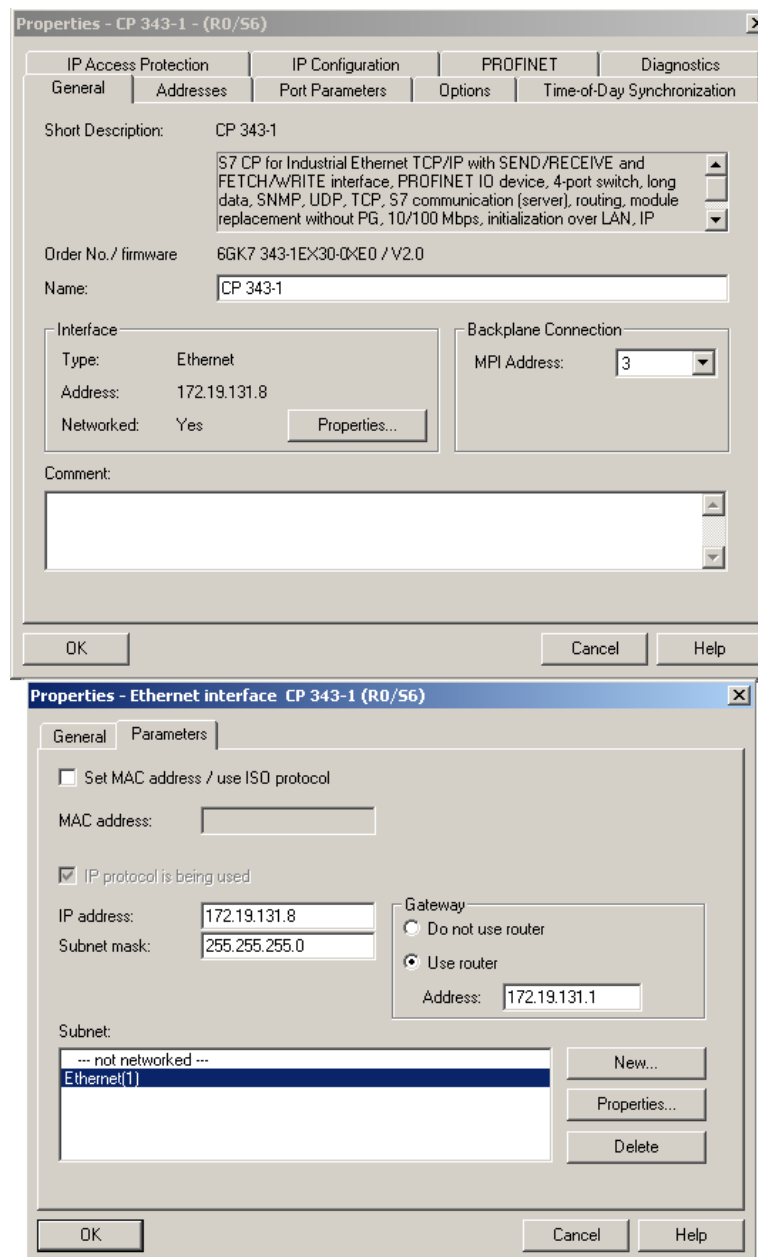 Properties - CP 343-1 - (R0/S6)
IP Access Protection IP Configuration PROFINET Diagnostics
General Addresses Port Parameters Options Time-of-Day Synchronization
Short Description: CP 343-1
S7 CP for Industrial Ethernet TCP/IP with SEND/RECEIVE and
FETCH/WRITE interface, PROFINET IO device, 4-port switch, long
data, SNMP, UDP, TCP, S7 communication (server), routing, module
replacement without PG, 10/100 Mbps, initialization over LAN, IP
Order No./ firmware 6GK7 343-1EX30-0XE0 / V2.0
Name: CP 343-1
Interface Backplane Connection
Type: Ethernet MPI Address: 3
Address: 172.19.131.8
Networked: Yes Properties...
Comment:
OK Cancel Help
Properties - Ethernet interface CP 343-1 (R0/S6)
General Parameters
Set MAC address / use ISO protocol
MAC address:
IP protocol is being used
IP address: 172.19.131.8 Gateway
Subnet mask: 255.255.255.0 Do not use router
Use router
Address: 172.19.131.1
Subnet:
--- not networked --- New...
Ethernet(1)
Properties...
Delete
OK Cancel Help